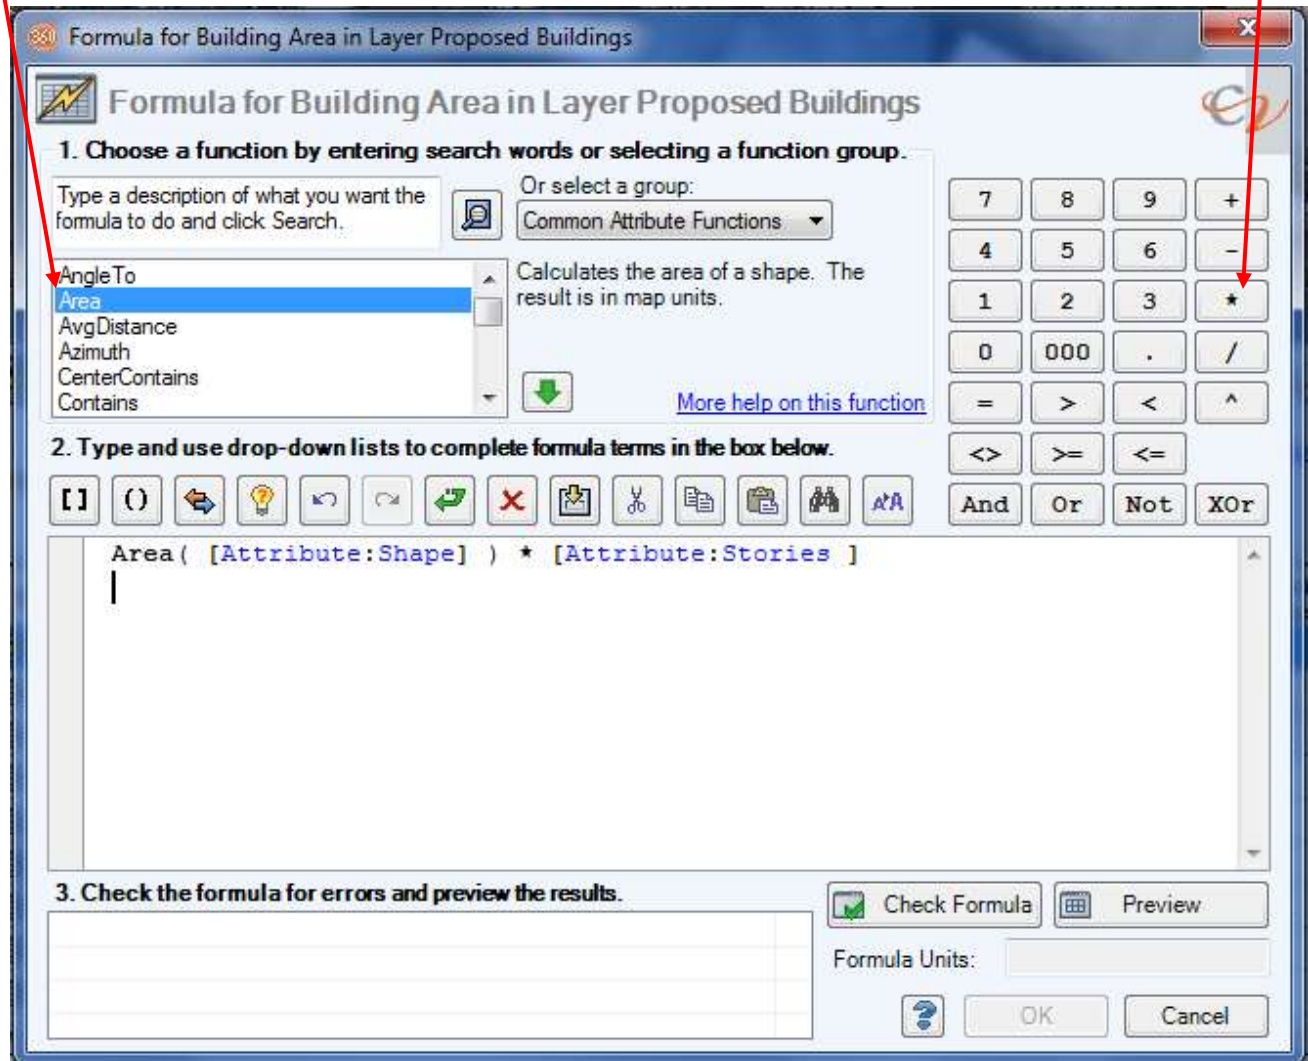 Formula for Building Area in Layer Proposed Buildings
x
Formula for Building Area in Layer Proposed Buildings
1. Choose a function by entering search words or selecting a function group.
Type a description of what you want the
formula to do and click Search.
Or select a group:
Common Attribute Functions
7 8 9 +
4 5 6 -
AngleTo
Area
AvgDistance
Azimuth
CenterContains
Contains
Calculates the area of a shape. The
result is in map units.
1 2 3 *
0 000 . /
More help on this function
= > < ^
2. Type and use drop-down lists to complete formula terms in the box below.
<> >= <=
[] ()
And Or Not XOr
Area( [Attribute:Shape] ) * [Attribute:Stories ]
3. Check the formula for errors and preview the results.
Check Formula
Preview
Formula Units:
?
OK
Cancel